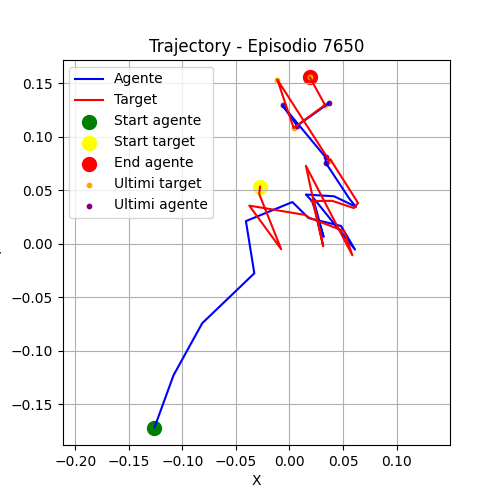 Trajectory - Episodio 7650
Agente
Target
Start agente
Start target
End agente
Ultimi target
Ultimi agente
0.15
0.10
0.05
0.00
−0.05
−0.10
−0.15
−0.20 −0.15 −0.10 −0.05 0.00 0.05 0.10
X